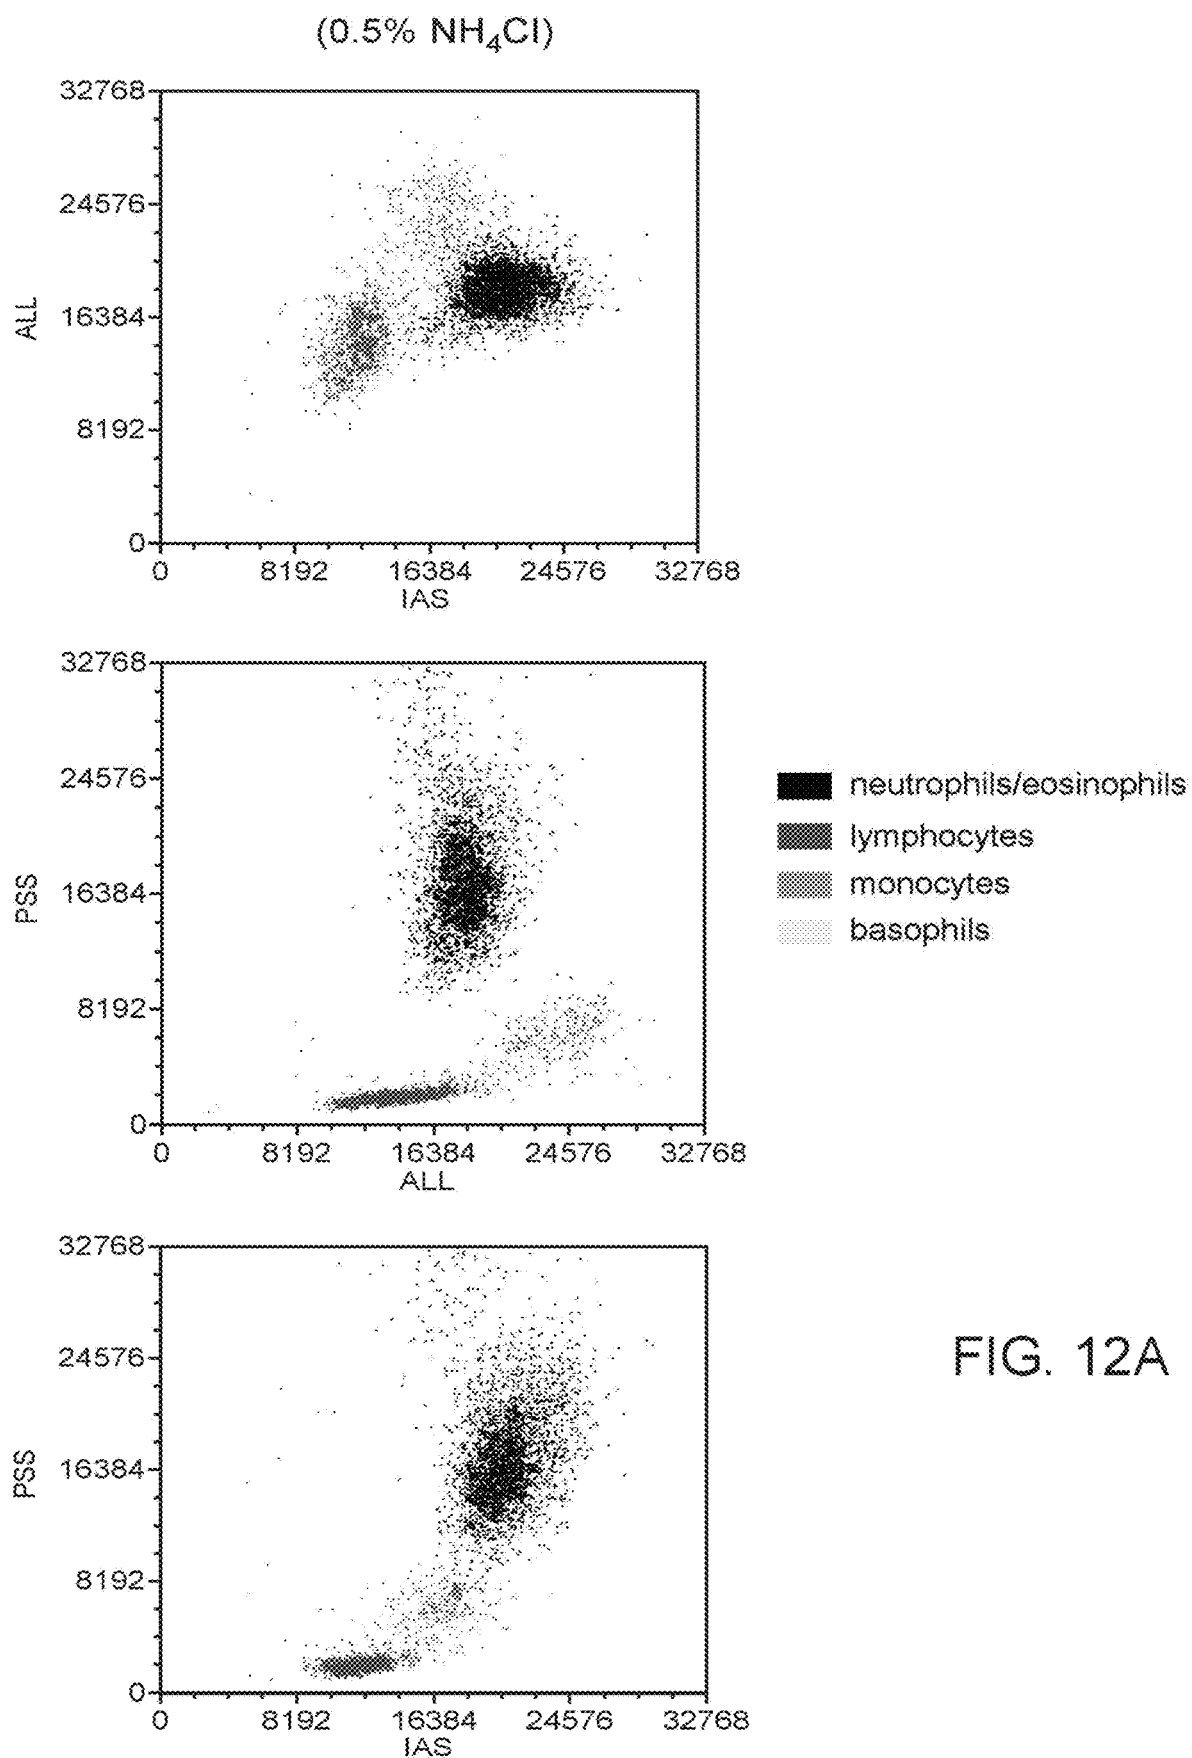 (0.5% NH₄Cl)
32768
24576
ALL
16384
8192
0
0 8192 16384 24576 32768
IAS
32768
24576
neutrophils/eosinophils
lymphocytes
PSS
16384
monocytes
basophils
8192
0
0 8192 16384 24576 32768
ALL
32768
24576
FIG. 12A
PSS
16384
8192
0
0 8192 16384 24576 32768
IAS